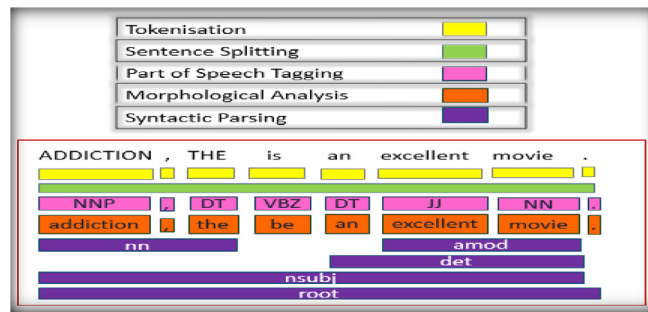 Tokenisation
Sentence Splitting
Part of Speech Tagging
Morphological Analysis
Syntactic Parsing
ADDICTION , THE is an excellent movie .
NNP , DT VBZ DT JJ NN .
addiction , the be an excellent movie .
nn amod
det
nsubj
root